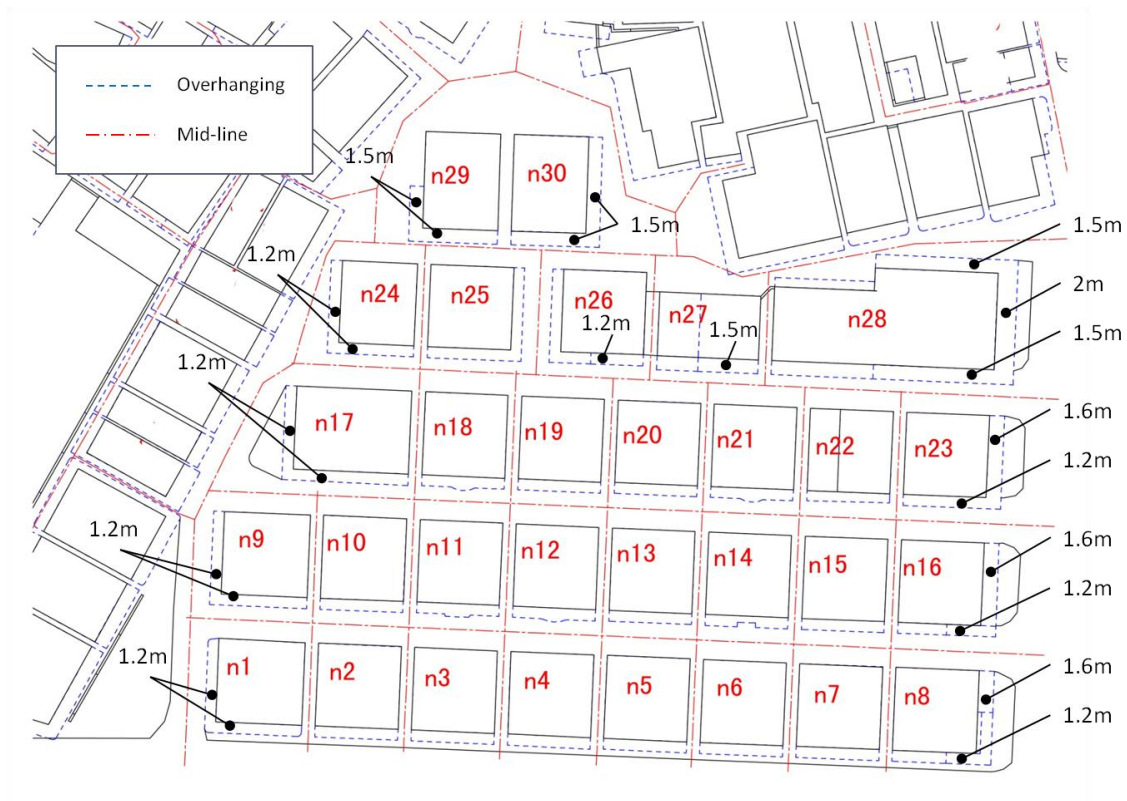 Overhanging
Mid-line
1.5m
n29
n30
1.5m
1.5m
1.2m
n24
n25
n26
n27
n28
2m
1.2m
1.5m
1.2m
1.5m
n17
n18
n19
n20
n21
n22
n23
1.6m
1.2m
1.2m
n9
n10
n11
n12
n13
n14
n15
n16
1.6m
1.2m
1.2m
n1
n2
n3
n4
n5
n6
n7
n8
1.6m
1.2m